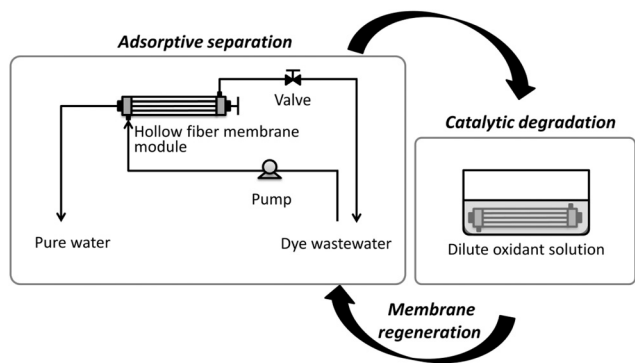 Adsorptive separation
Valve
Hollow fiber membrane
module
Pump
Pure water
Dye wastewater
Catalytic degradation
Dilute oxidant solution
Membrane
regeneration